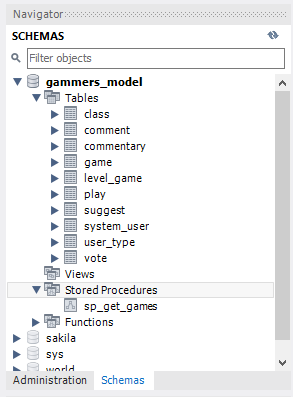 Navigator
SCHEMAS
Filter objects
gammers_model
Tables
class
comment
commentary
game
level_game
play
suggest
system_user
user_type
vote
Views
Stored Procedures
sp_get_games
Functions
sakila
sys
world
Administration Schemas